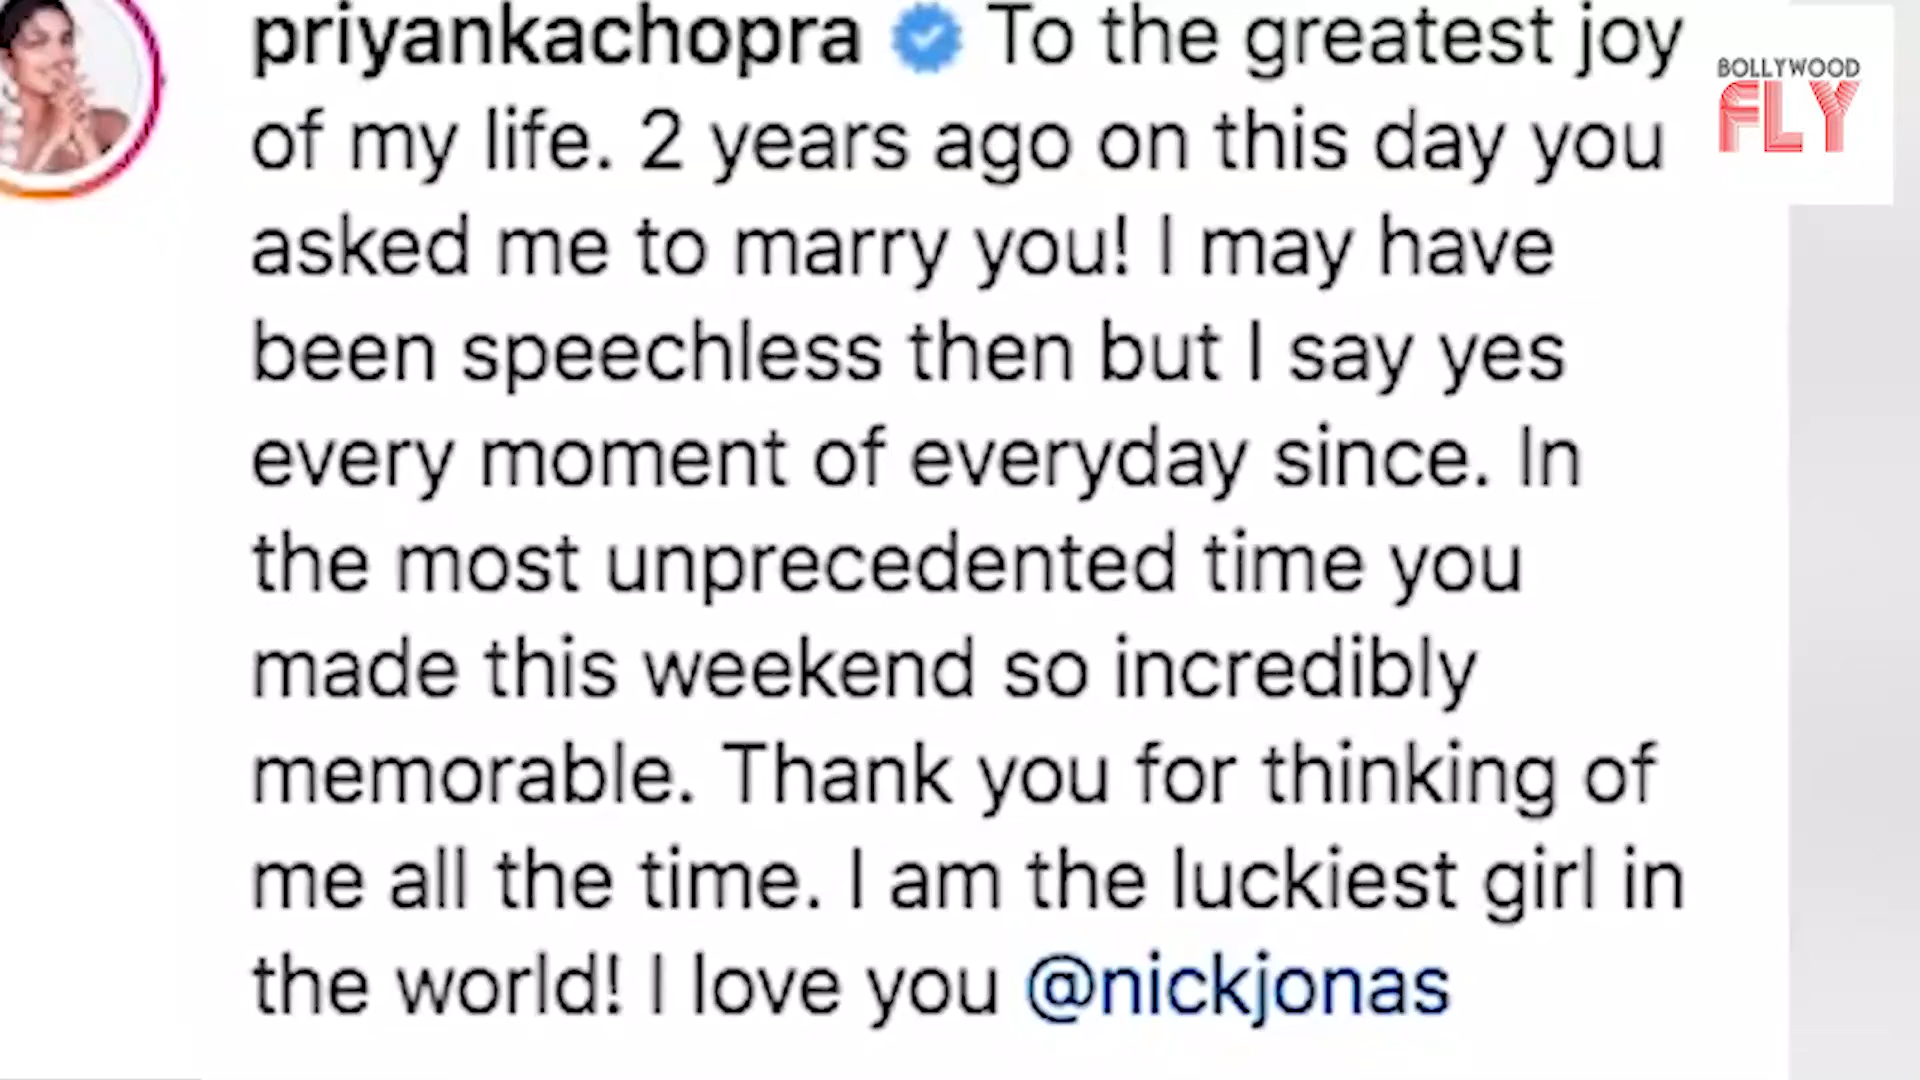 priyankachopra To the greatest joy
of my life. 2 years ago on this day you
asked me to marry you! I may have
been speechless then but I say yes
every moment of everyday since. In
the most unprecedented time you
made this weekend so incredibly
memorable. Thank you for thinking of
me all the time. I am the luckiest girl in
the world! I love you @nickjonas
BOLLYWOOD
FLY